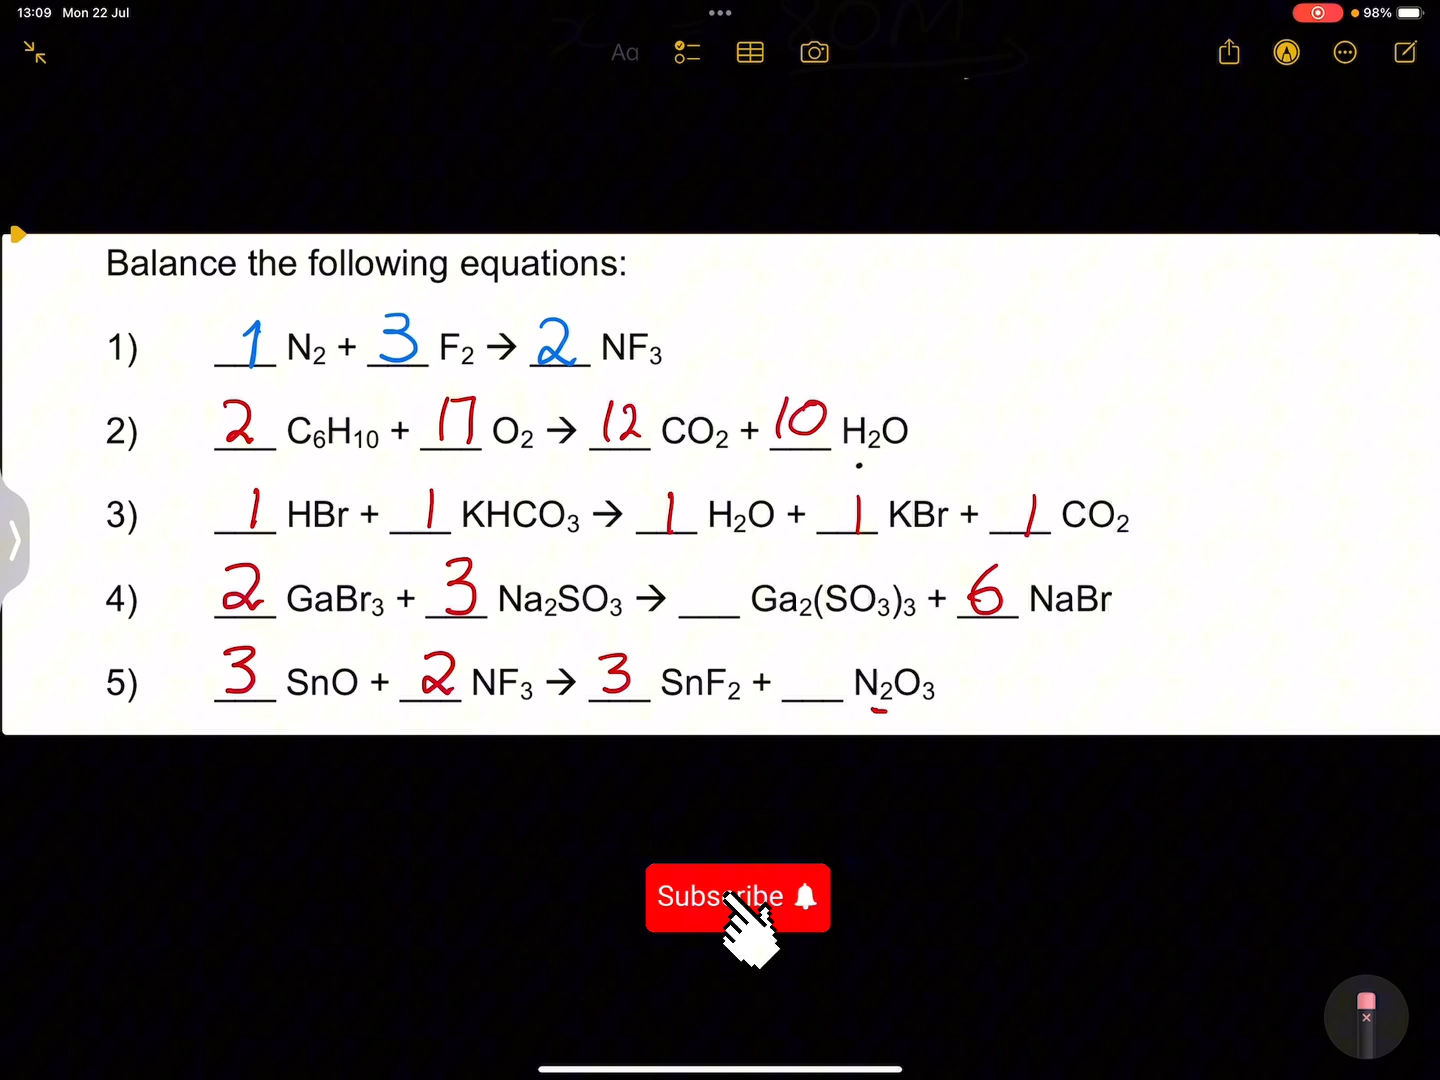 13:09 Mon 22 Jul 98%
80M
Aa
Balance the following equations:
1) 1 N₂ + 3 F₂ → 2 NF₃
2) 2 C₆H₁₀ + 17 O₂ → 12 CO₂ + 10 H₂O
3) 1 HBr + 1 KHCO₃ → 1 H₂O + 1 KBr + 1 CO₂
4) 2 GaBr₃ + 3 Na₂SO₃ → ___ Ga₂(SO₃)₃ + 6 NaBr
5) 3 SnO + 2 NF₃ → 3 SnF₂ + ___ N₂O₃
Subscribe